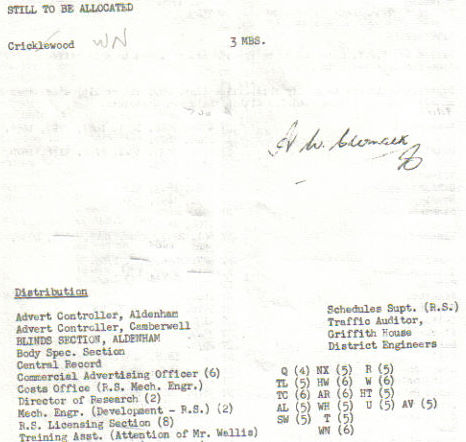 STILL TO BE ALLOCATED
Cricklewood WN 3 MBS.
Distribution
Advert Controller, Aldenham
Advert Controller, Camberwell
BLINDS SECTION, ALDENHAM
Body Spec. Section
Central Record
Commercial Advertising Officer (6)
Costs Office (R.S. Mech. Engr.)
Director of Research (2)
Mech. Engr. (Development - R.S.) (2)
R.S. Licensing Section (8)
Training Asst. (Attention of Mr. Wallis)
Schedules Supt. (R.S.)
Traffic Auditor,
Griffith House
District Engineers
Q (4) NX (5) R (5)
TL (5) HW (6) W (6)
TC (6) AR (6) HT (5)
AL (5) WH (5) U (5) AV (5)
SW (5) T (5)
WN (6)